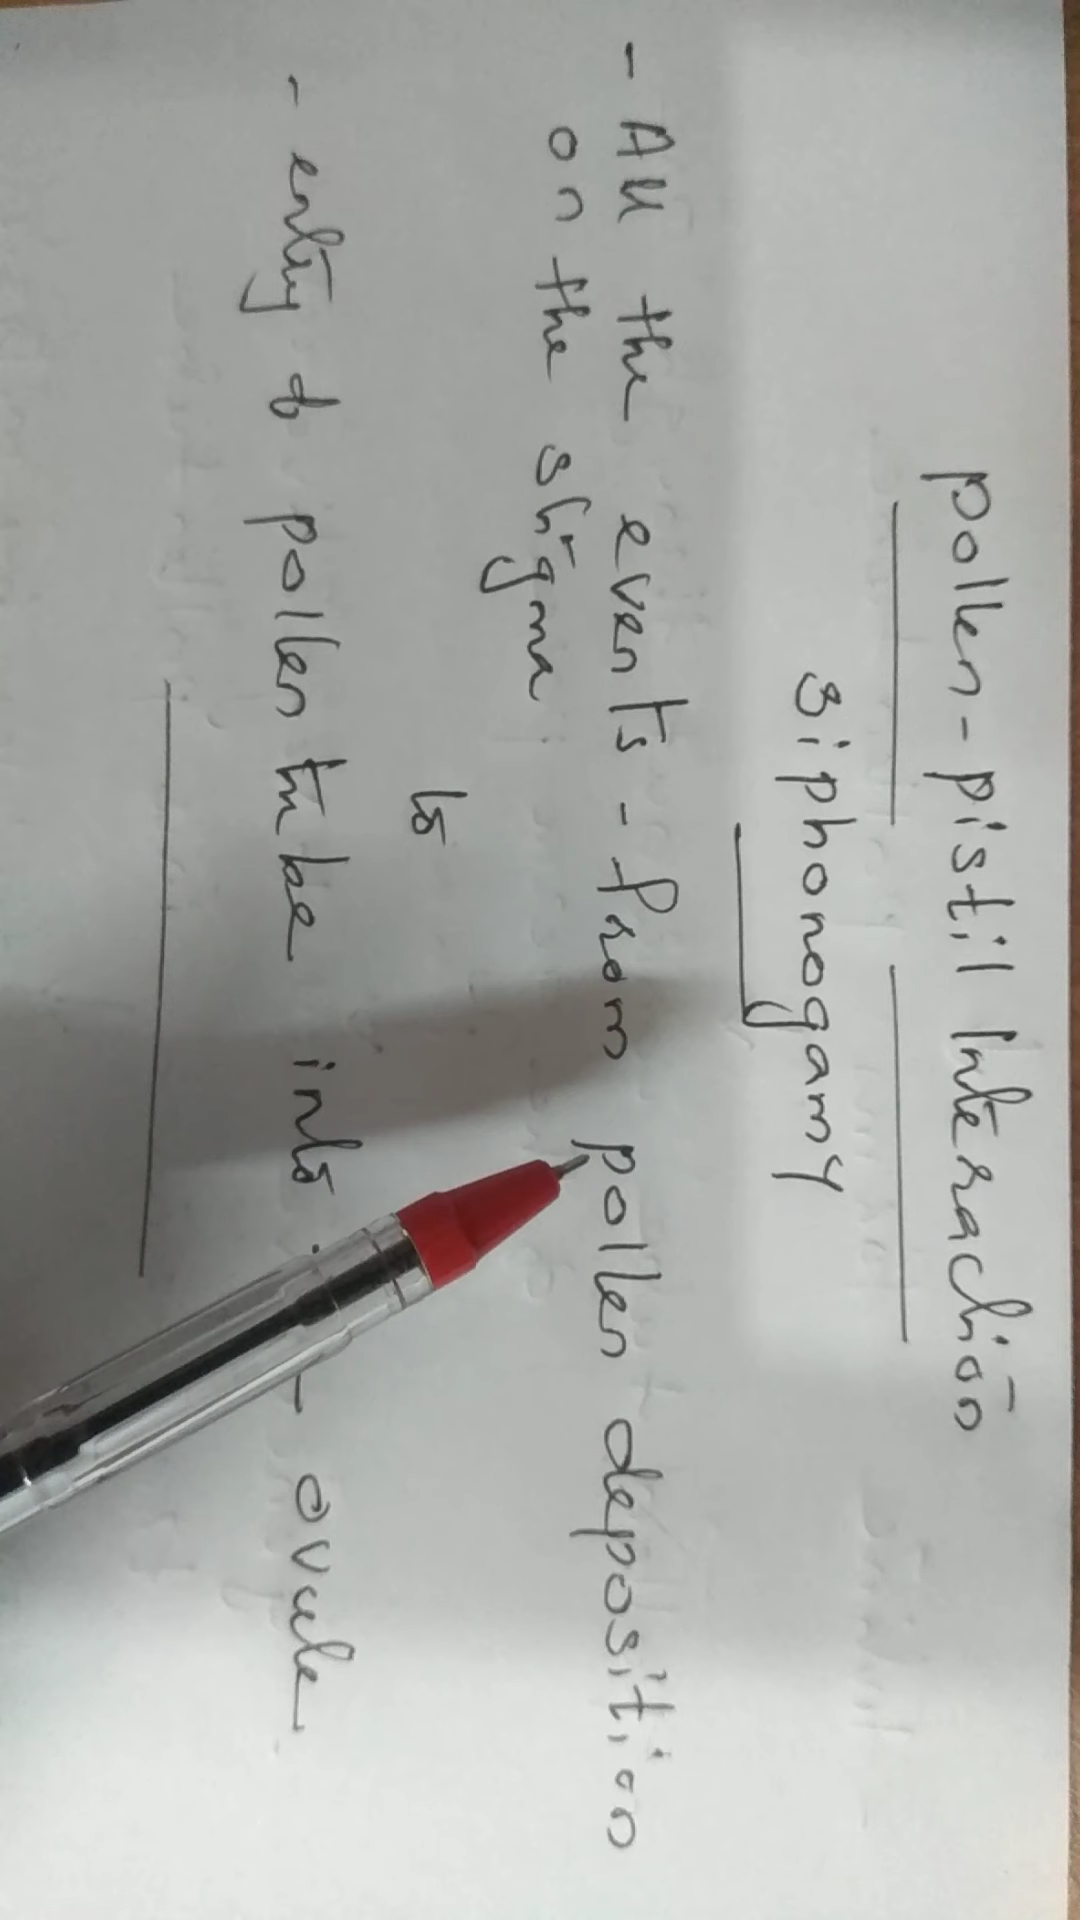 pollen-pistil Interaction
Siphonogamy
- All the events - from pollen deposition
on the stigma
to
- entry of pollen tube into ovule